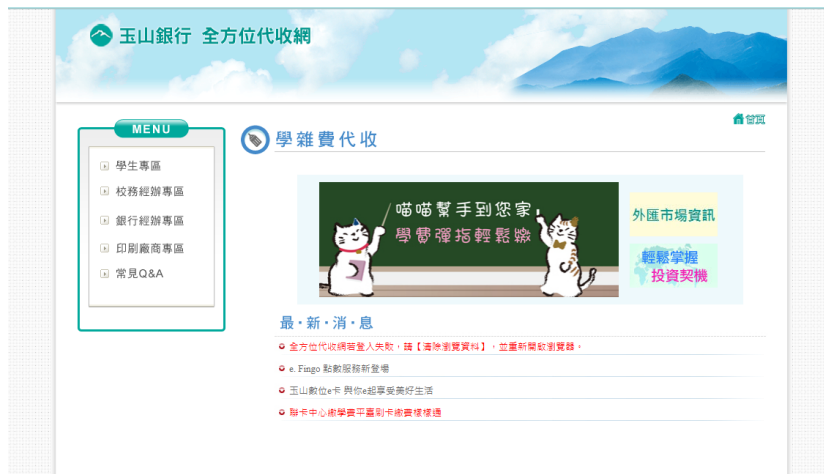 玉山銀行 全方位代收網
首頁
MENU
學生專區
校務經辦專區
銀行經辦專區
印刷廠商專區
常見Q&A
學雜費代收
喵喵幫手到您家
學費彈指輕鬆繳
外匯市場資訊
輕鬆掌握
投資契機
最・新・消・息
全方位代收網若登入失敗，請【清除瀏覽資料】，並重新開啟瀏覽器。
e. Fingo 點數服務新登場
玉山數位e卡 與你e起享受美好生活
聯卡中心繳學費平臺刷卡繳費樣樣通